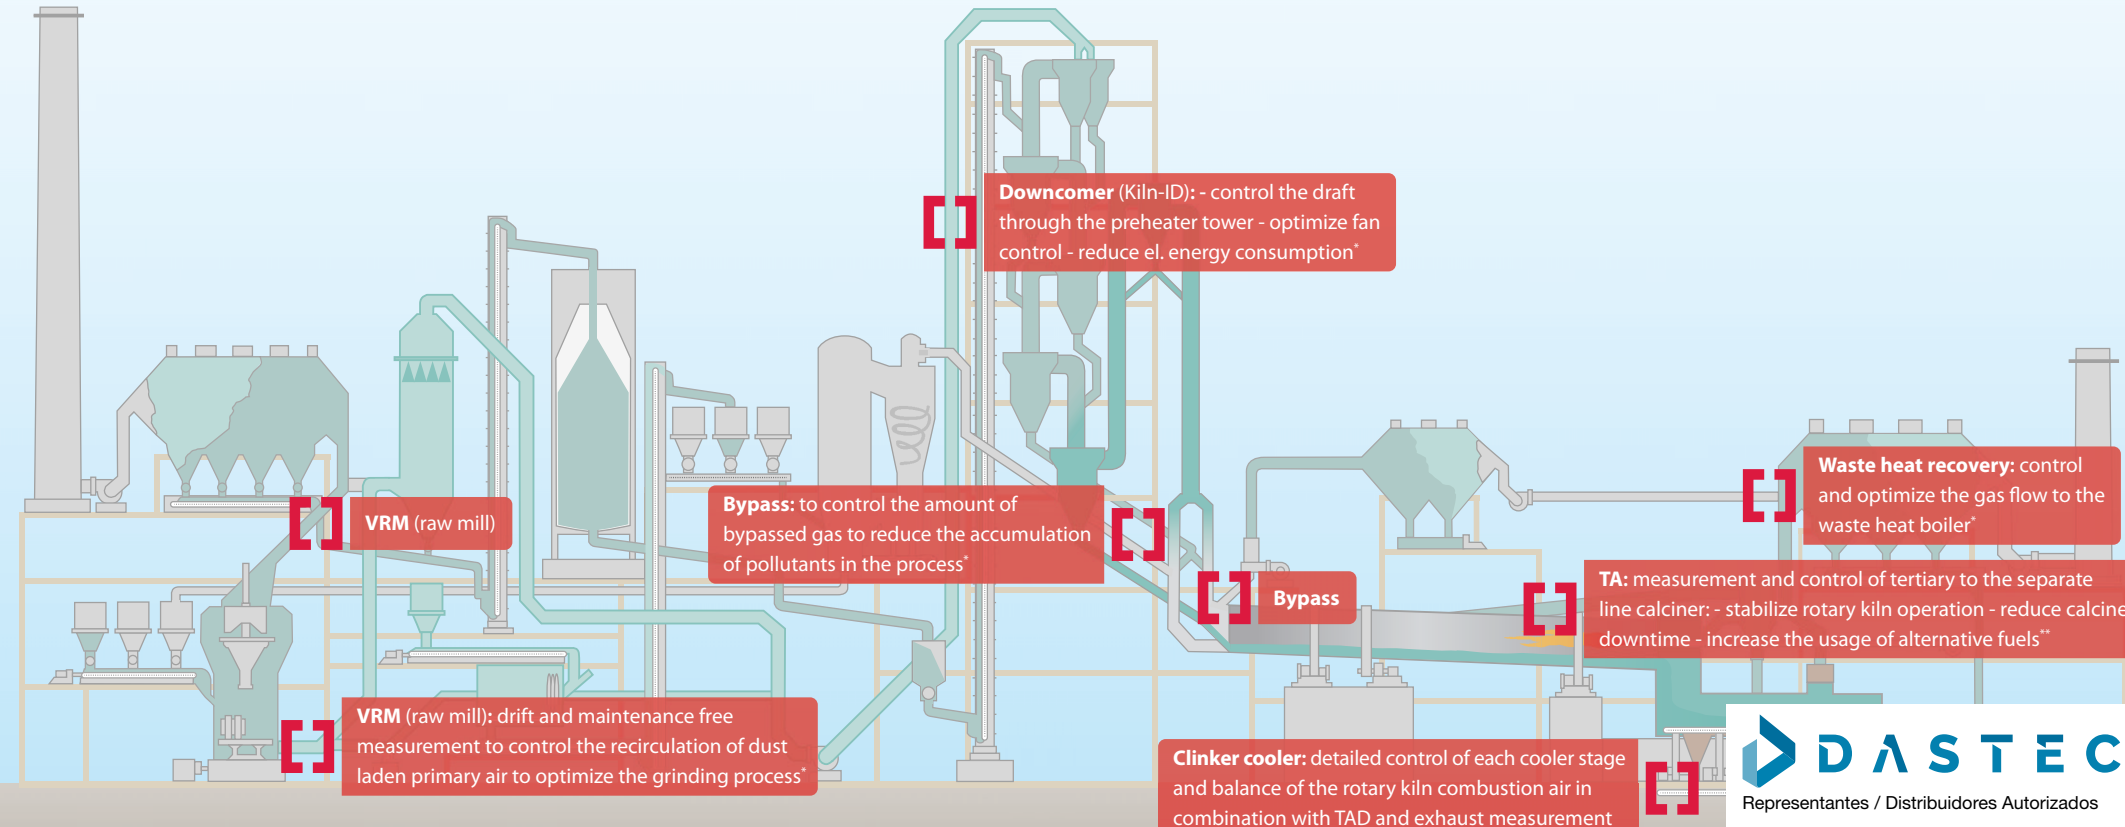 Downcomer (Kiln-ID): - control the draft
through the preheater tower - optimize fan
control - reduce el. energy consumption*
VRM (raw mill)
Bypass: to control the amount of
bypassed gas to reduce the accumulation
of pollutants in the process*
Waste heat recovery: control
and optimize the gas flow to the
waste heat boiler*
Bypass
TA: measurement and control of tertiary to the separate
line calciner: - stabilize rotary kiln operation - reduce calcine
downtime - increase the usage of alternative fuels**
VRM (raw mill): drift and maintenance free
measurement to control the recirculation of dust
laden primary air to optimize the grinding process*
Clinker cooler: detailed control of each cooler stage
and balance of the rotary kiln combustion air in
combination with TAD and exhaust measurement
DASTEC
Representantes / Distribuidores Autorizados